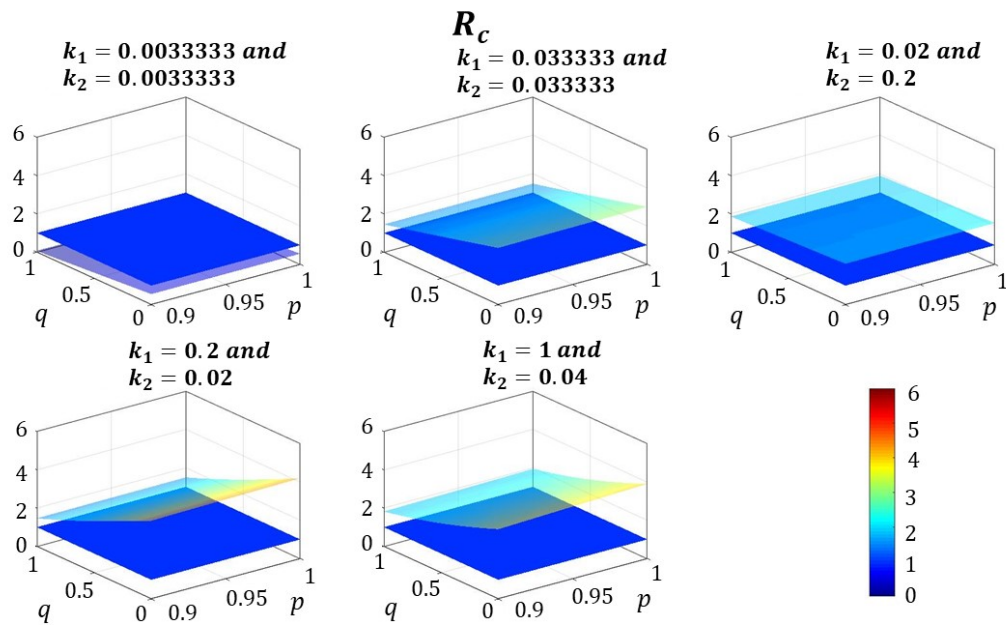 R_c
k_1 = 0.0033333 and
k_2 = 0.0033333
k_1 = 0.033333 and
k_2 = 0.033333
k_1 = 0.02 and
k_2 = 0.2
6
4
2
0
1
0.5
0
q
0.9
0.95
1
p
6
4
2
0
1
0.5
0
q
0.9
0.95
1
p
6
4
2
0
1
0.5
0
q
0.9
0.95
1
p
k_1 = 0.2 and
k_2 = 0.02
k_1 = 1 and
k_2 = 0.04
6
4
2
0
1
0.5
0
q
0.9
0.95
1
p
6
4
2
0
1
0.5
0
q
0.9
0.95
1
p
6
5
4
3
2
1
0